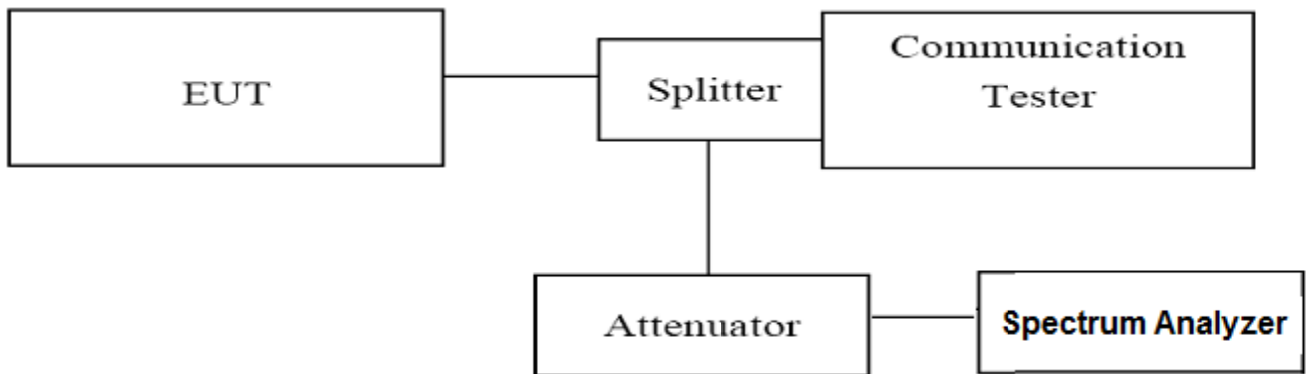 EUT
Splitter
Communication
Tester
Attenuator
Spectrum Analyzer